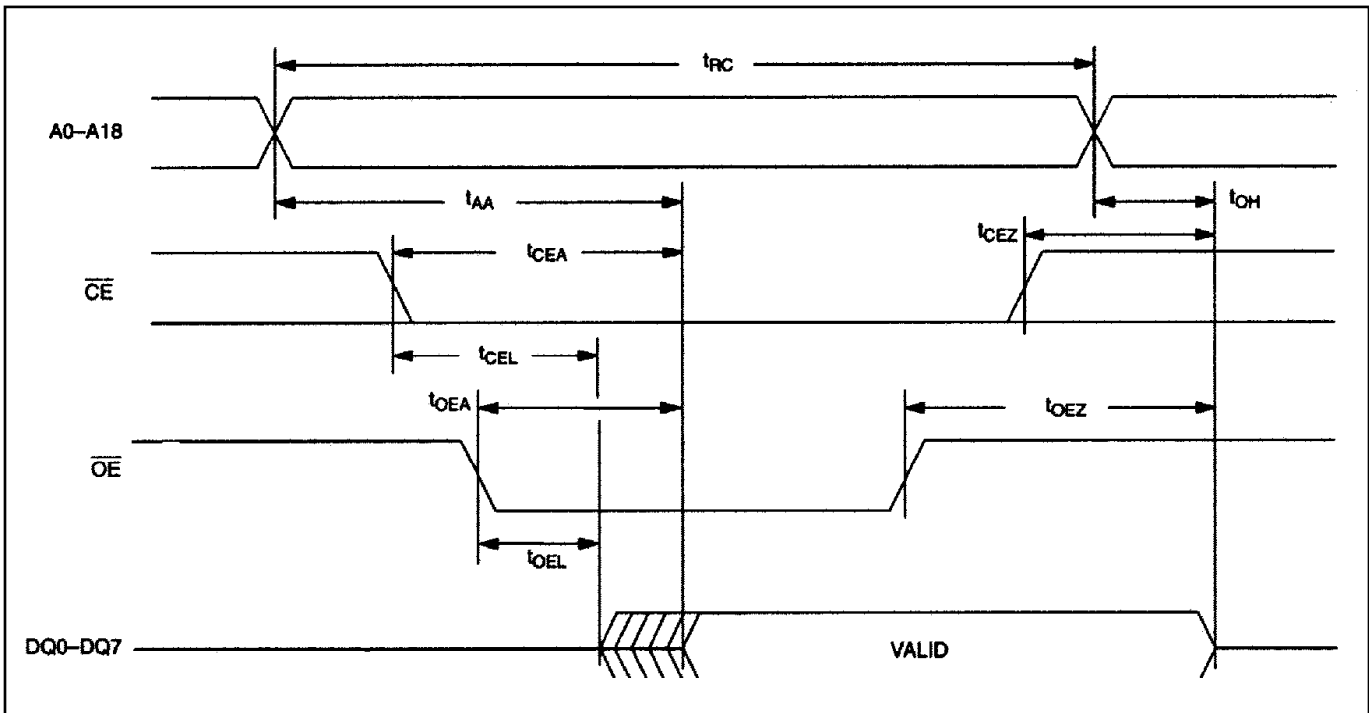 tRC
A0–A18
tAA
tOH
tCEZ
tCEA
CE
tCEL
tOEA
tOEZ
OE
tOEL
DQ0–DQ7
VALID